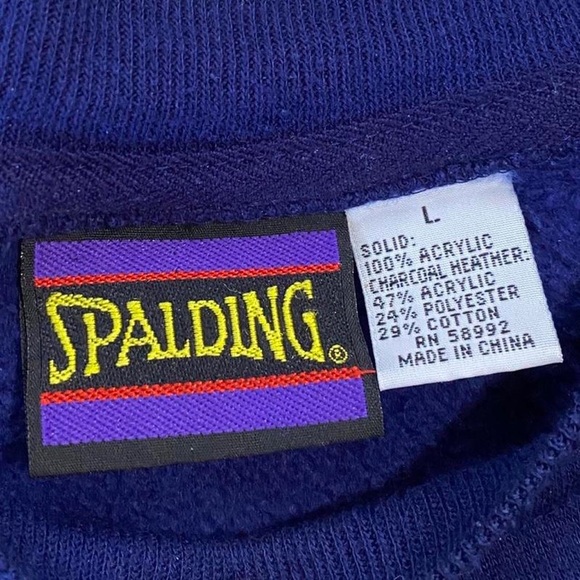 SPALDING®
L
SOLID:
100% ACRYLIC
CHARCOAL HEATHER:
47% ACRYLIC
24% POLYESTER
29% COTTON
RN 58992
MADE IN CHINA